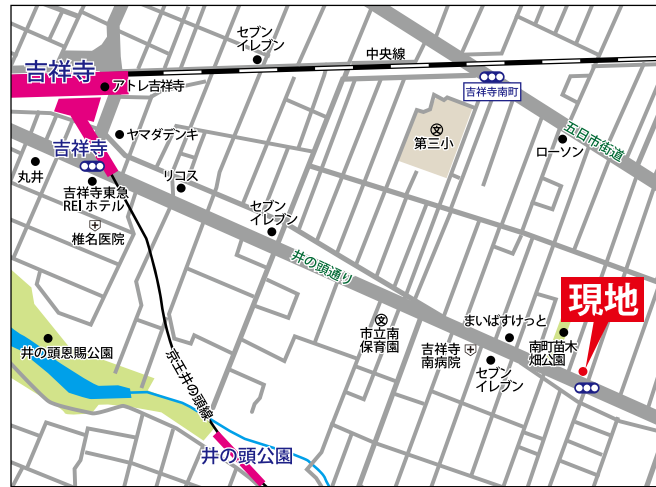 セブン
イレブン
中央線
吉祥寺
アトレ吉祥寺
吉祥寺南町
五日市街道
ヤマダデンキ
第三小
吉祥寺
ローソン
丸井
リコス
吉祥寺東急
REIホテル
セブン
イレブン
椎名医院
井の頭通り
現地
まいばすけっと
市立南
保育園
吉祥寺
南病院
南町苗木
畑公園
井の頭恩賜公園
セブン
イレブン
京王井の頭線
井の頭公園